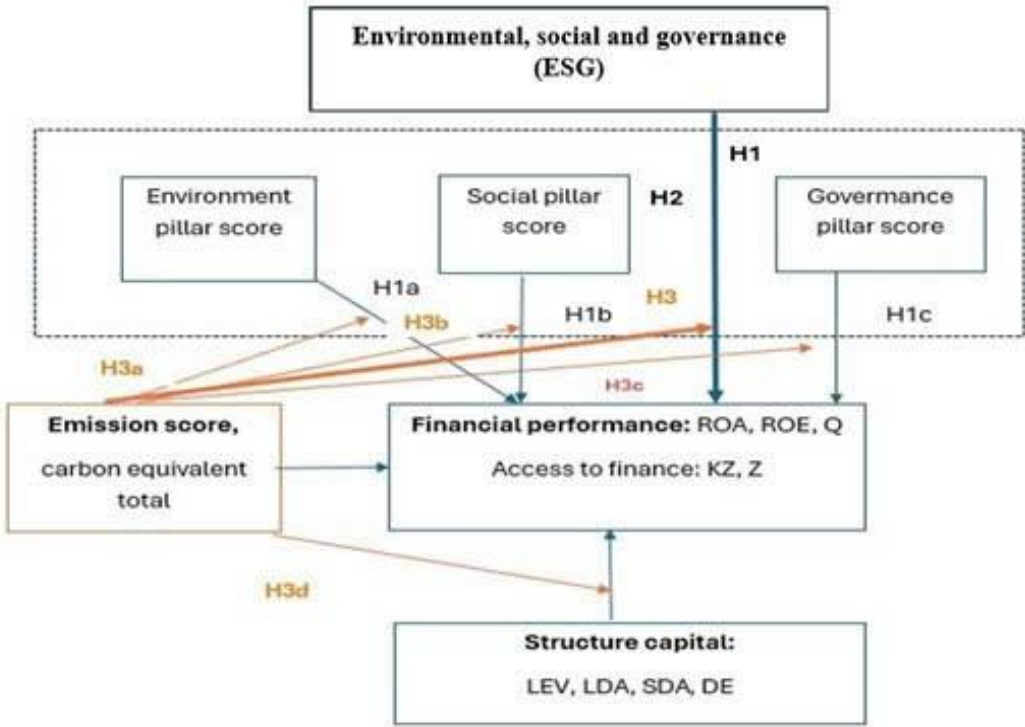 Environmental, social and governance
(ESG)
H1
Environment
pillar score
Social pillar
score
H2
Govermance
pillar score
H1a
H3b
H1b
H3
H1c
H3a
H3c
Emission score,
carbon equivalent
total
Financial performance: ROA, ROE, Q
Access to finance: KZ, Z
H3d
Structure capital:
LEV, LDA, SDA, DE